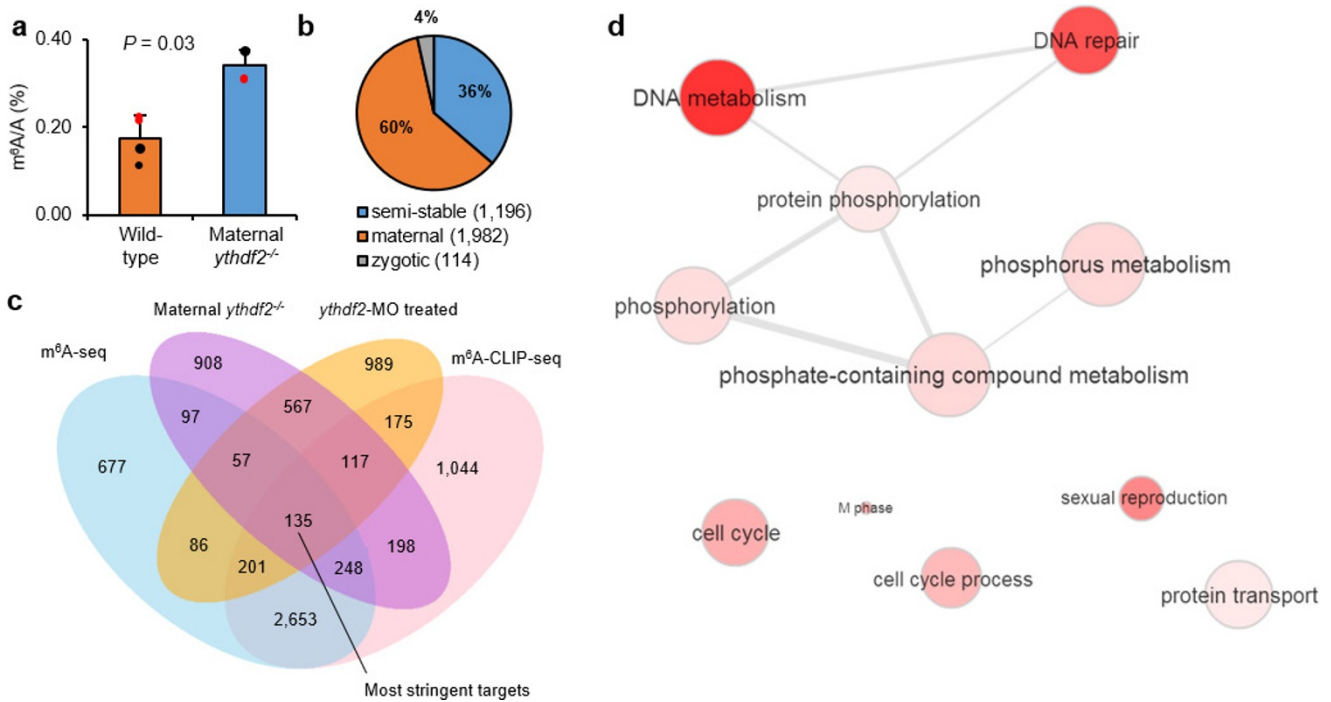 a
P = 0.03
m⁶A/A (%)
0.40
0.20
0.00
Wild-
type
Maternal
ythdf2-/-
b
4%
36%
60%
semi-stable (1,196)
maternal (1,982)
zygotic (114)
c
Maternal ythdf2-/-
ythdf2-MO treated
m⁶A-seq
m⁶A-CLIP-seq
908
989
567
97
175
677
57
117
1,044
135
86
201
248
198
2,653
Most stringent targets
d
DNA repair
DNA metabolism
protein phosphorylation
phosphorus metabolism
phosphorylation
phosphate-containing compound metabolism
sexual reproduction
M phase
cell cycle
cell cycle process
protein transport